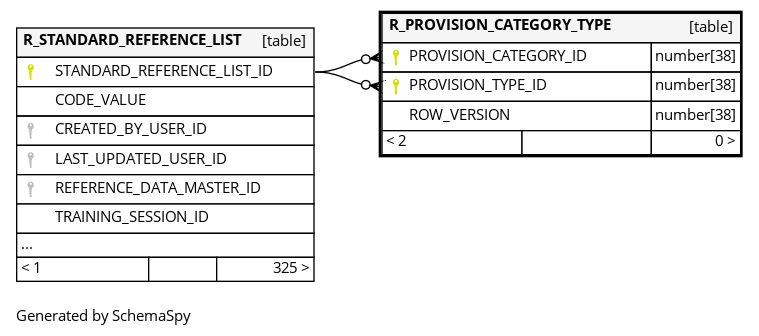 R_STANDARD_REFERENCE_LIST [table]
STANDARD_REFERENCE_LIST_ID
CODE_VALUE
CREATED_BY_USER_ID
LAST_UPDATED_USER_ID
REFERENCE_DATA_MASTER_ID
TRAINING_SESSION_ID
...
< 1 325 >
R_PROVISION_CATEGORY_TYPE [table]
PROVISION_CATEGORY_ID number[38]
PROVISION_TYPE_ID number[38]
ROW_VERSION number[38]
< 2 0 >
Generated by SchemaSpy